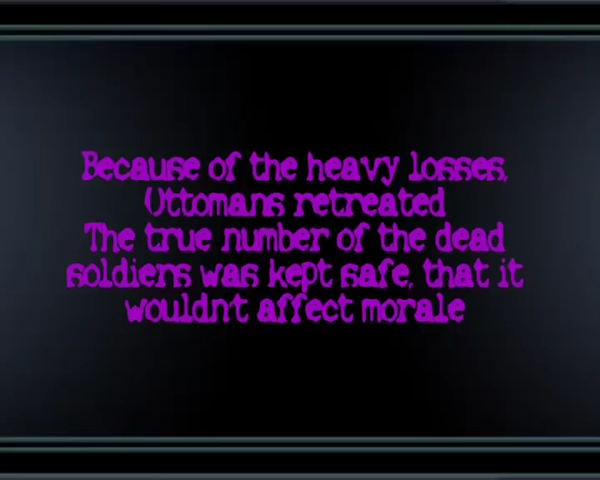 Because of the heavy losses,
Ottomans retreated
The true number of the dead
soldiers was kept safe, that it
wouldn't affect morale